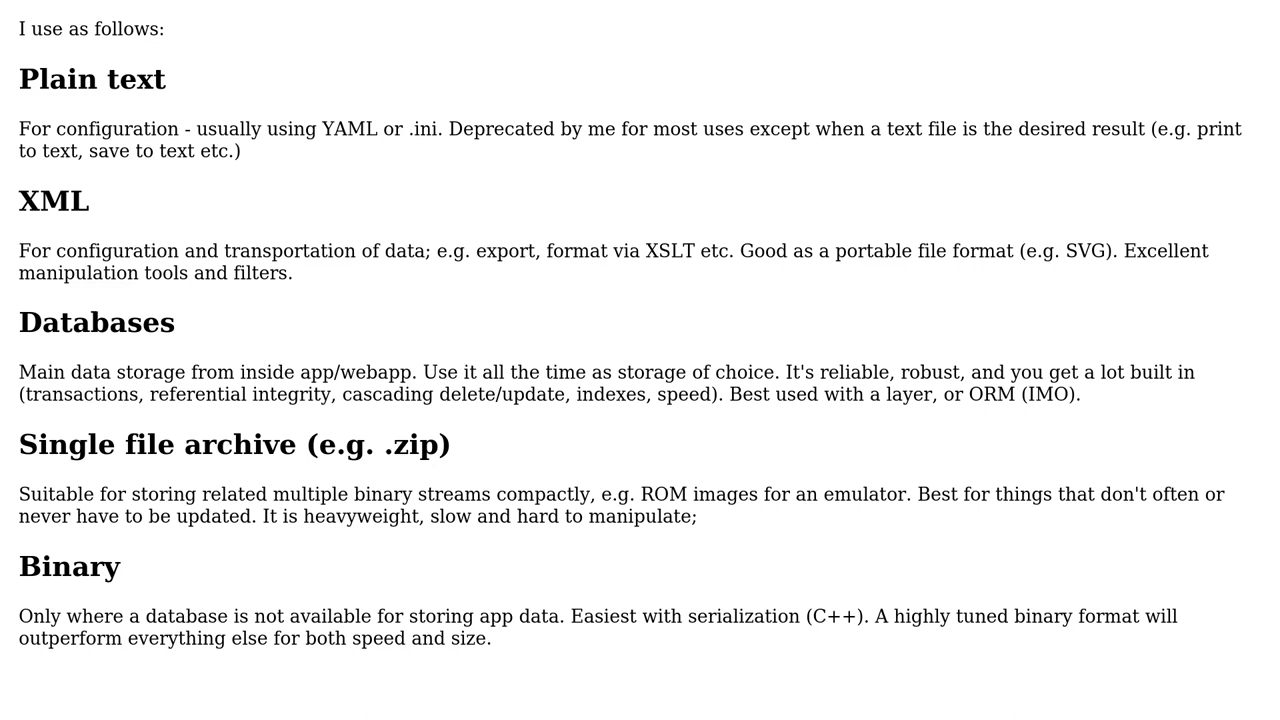 I use as follows:
Plain text
For configuration - usually using YAML or .ini. Deprecated by me for most uses except when a text file is the desired result (e.g. print
to text, save to text etc.)
XML
For configuration and transportation of data; e.g. export, format via XSLT etc. Good as a portable file format (e.g. SVG). Excellent
manipulation tools and filters.
Databases
Main data storage from inside app/webapp. Use it all the time as storage of choice. It's reliable, robust, and you get a lot built in
(transactions, referential integrity, cascading delete/update, indexes, speed). Best used with a layer, or ORM (IMO).
Single file archive (e.g. .zip)
Suitable for storing related multiple binary streams compactly, e.g. ROM images for an emulator. Best for things that don't often or
never have to be updated. It is heavyweight, slow and hard to manipulate;
Binary
Only where a database is not available for storing app data. Easiest with serialization (C++). A highly tuned binary format will
outperform everything else for both speed and size.